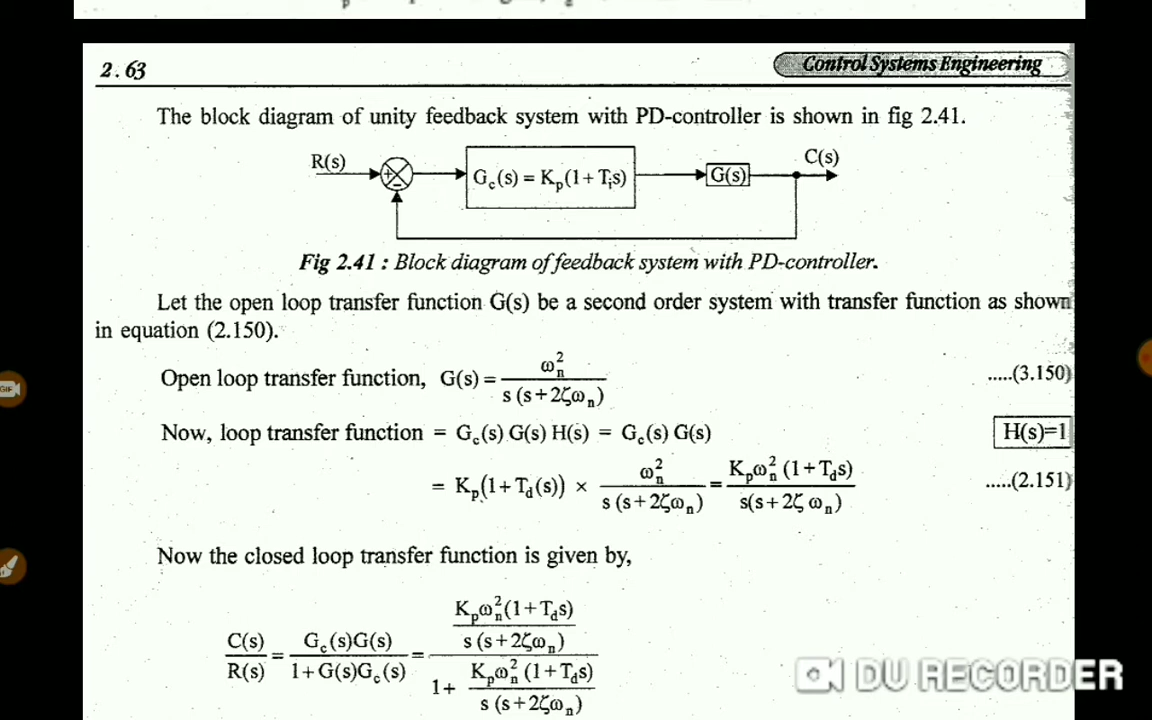 2.63
Control Systems Engineering
The block diagram of unity feedback system with PD-controller is shown in fig 2.41.
R(s)
C(s)
+
−
G_c(s) = K_p(1+T_i s)
G(s)
Fig 2.41 : Block diagram of feedback system with PD-controller.
Let the open loop transfer function G(s) be a second order system with transfer function as shown
in equation (2.150).
Open loop transfer function, G(s) = ω_n^2 / s (s+2ζω_n) .....(3.150)
Now, loop transfer function = G_c(s) G(s) H(s) = G_c(s) G(s) H(s)=1
= K_p(1+T_d(s)) × ω_n^2 / s (s+2ζω_n) = K_pω_n^2 (1+T_d s) / s(s+2ζ ω_n) .....(2.151)
Now the closed loop transfer function is given by,
C(s)/R(s) = G_c(s)G(s) / 1+G(s)G_c(s) = K_pω_n^2(1+T_d s) / s (s+2ζω_n) / 1+ K_pω_n^2 (1+T_d s) / s (s+2ζω_n)
GIF
DU RECORDER